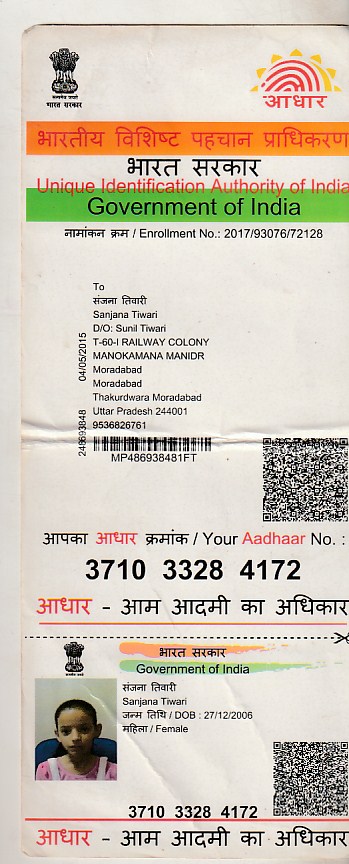 सत्यमेव जयते
भारत सरकार
आधार
भारतीय विशिष्ट पहचान प्राधिकरण
भारत सरकार
Unique Identification Authority of India
Government of India
नामांकन क्रम / Enrollment No.: 2017/93076/72128
To
संजना तिवारी
Sanjana Tiwari
D/O: Sunil Tiwari
T-60-I RAILWAY COLONY
MANOKAMANA MANIDR
Moradabad
Moradabad
Thakurdwara Moradabad
Uttar Pradesh 244001
9536826761
04/05/2015
MP486938481FT
आपका आधार क्रमांक / Your Aadhaar No. :
3710 3328 4172
आधार - आम आदमी का अधिकार
भारत सरकार
Government of India
संजना तिवारी
Sanjana Tiwari
जन्म तिथि / DOB : 27/12/2006
महिला / Female
3710 3328 4172
आधार - आम आदमी का अधिकार